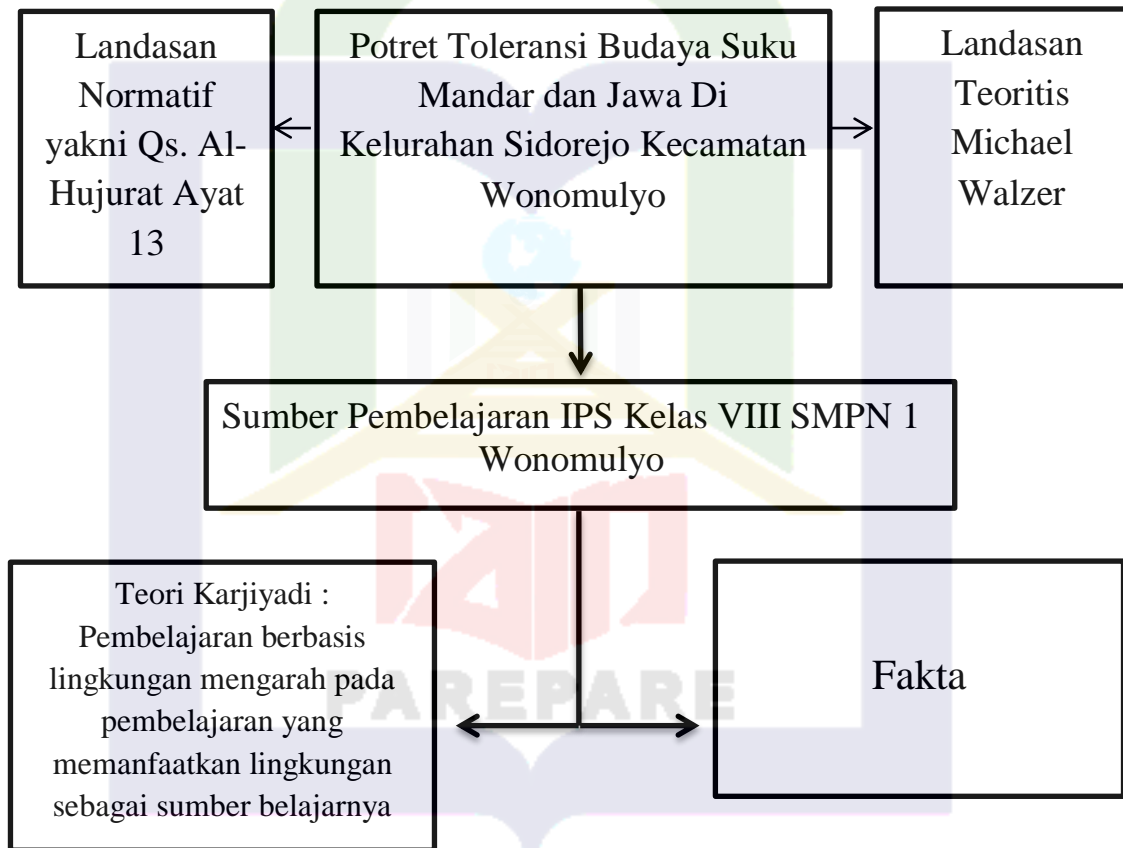 Landasan
Normatif
yakni Qs. Al-
Hujurat Ayat
13
Potret Toleransi Budaya Suku
Mandar dan Jawa Di
Kelurahan Sidorejo Kecamatan
Wonomulyo
Landasan
Teoritis
Michael
Walzer
Sumber Pembelajaran IPS Kelas VIII SMPN 1
Wonomulyo
Teori Karjiyadi :
Pembelajaran berbasis
lingkungan mengarah pada
pembelajaran yang
memanfaatkan lingkungan
sebagai sumber belajarnya
Fakta
PAREPARE